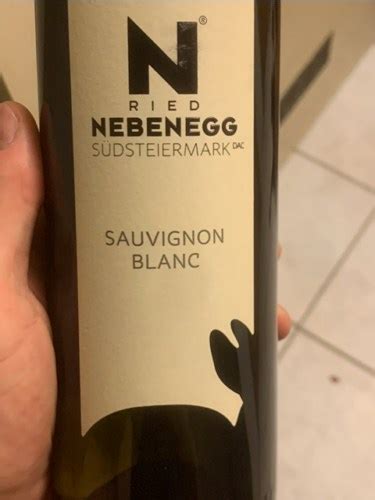 N®
RIED
NEBENEGG
SÜDSTEIERMARK DAC
SAUVIGNON
BLANC